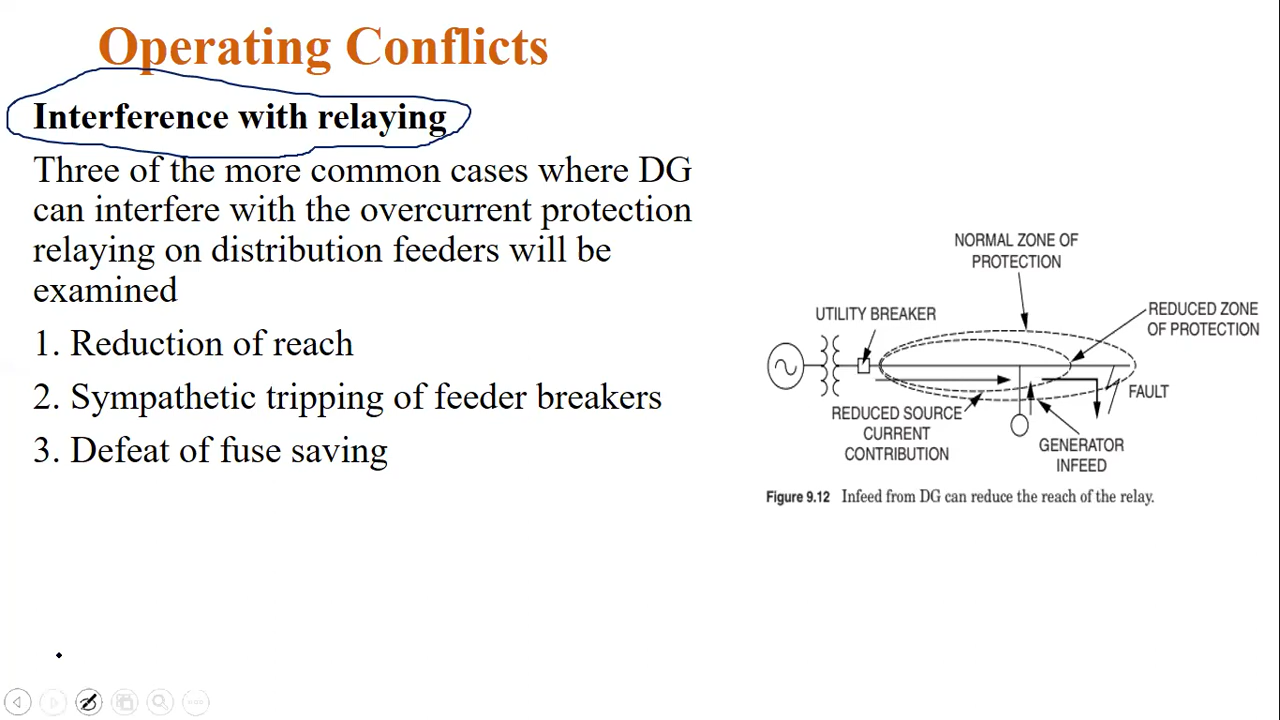 Operating Conflicts
Interference with relaying
Three of the more common cases where DG
can interfere with the overcurrent protection
relaying on distribution feeders will be
examined
1. Reduction of reach
2. Sympathetic tripping of feeder breakers
3. Defeat of fuse saving
NORMAL ZONE OF
PROTECTION
UTILITY BREAKER
REDUCED ZONE
OF PROTECTION
FAULT
REDUCED SOURCE
CURRENT
CONTRIBUTION
GENERATOR
INFEED
Figure 9.12 Infeed from DG can reduce the reach of the relay.